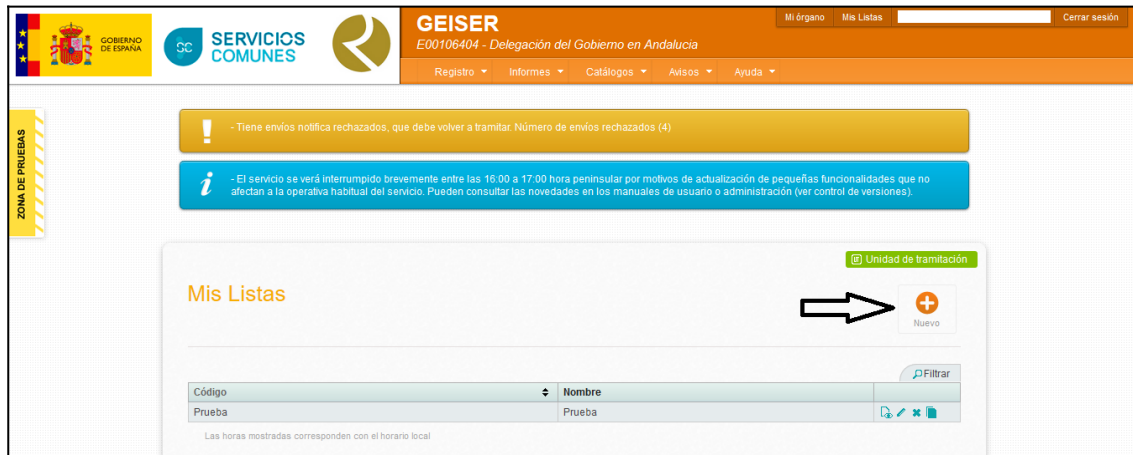 GOBIERNO
DE ESPAÑA
SERVICIOS
COMUNES
GEISER
E00106404 - Delegación del Gobierno en Andalucia
Mi órgano Mis Listas Cerrar sesión
Registro Informes Catálogos Avisos Ayuda
ZONA DE PRUEBAS
- Tiene envíos notifica rechazados, que debe volver a tramitar. Número de envíos rechazados (4)
- El servicio se verá interrumpido brevemente entre las 16:00 a 17:00 hora peninsular por motivos de actualización de pequeñas funcionalidades que no
afectan a la operativa habitual del servicio. Pueden consultar las novedades en los manuales de usuario o administración (ver control de versiones).
Unidad de tramitación
Mis Listas
Nuevo
Filtrar
Código Nombre
Prueba Prueba
Las horas mostradas corresponden con el horario local